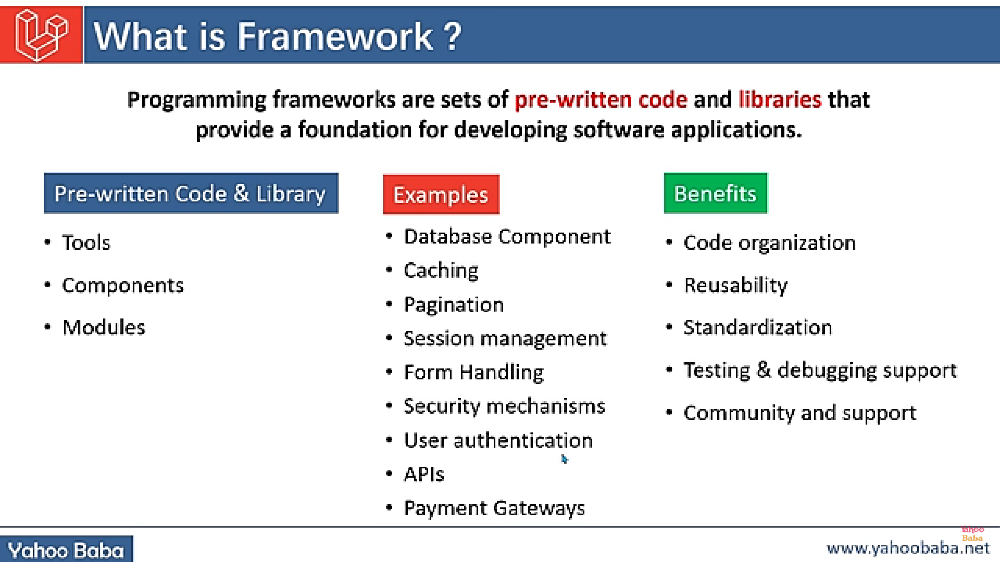 What is Framework ?
Programming frameworks are sets of pre-written code and libraries that
provide a foundation for developing software applications.
Pre-written Code & Library
• Tools
• Components
• Modules
Examples
• Database Component
• Caching
• Pagination
• Session management
• Form Handling
• Security mechanisms
• User authentication
• APIs
• Payment Gateways
Benefits
• Code organization
• Reusability
• Standardization
• Testing & debugging support
• Community and support
Yahoo Baba
Yahoo
Baba
www.yahoobaba.net